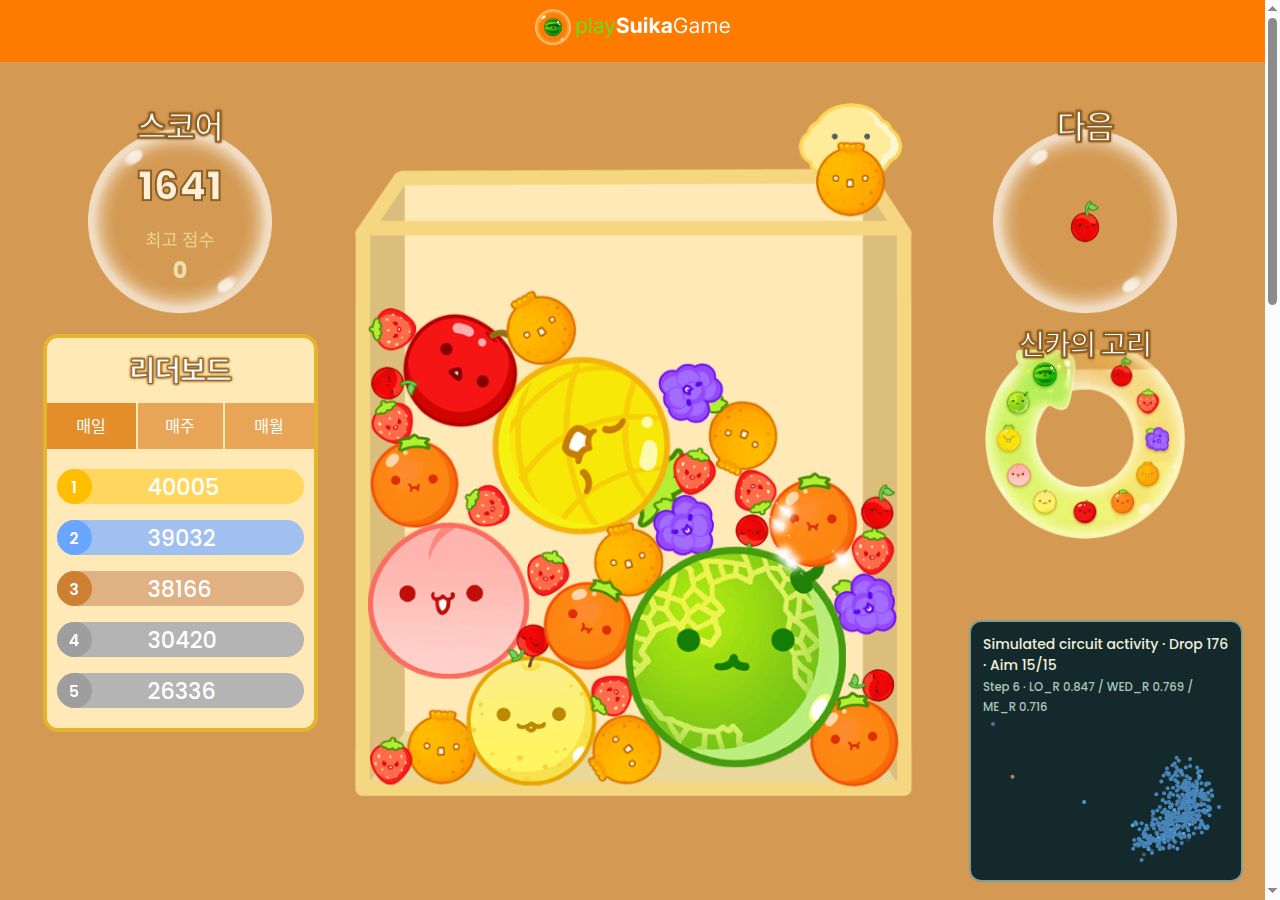 playSuikaGame
스코어
1641
최고 점수
0
리더보드
매일 매주 매월
1 40005
2 39032
3 38166
4 30420
5 26336
다음
신카의 고리
Simulated circuit activity · Drop 176
· Aim 15/15
Step 6 · LO_R 0.847 / WED_R 0.769 /
ME_R 0.716